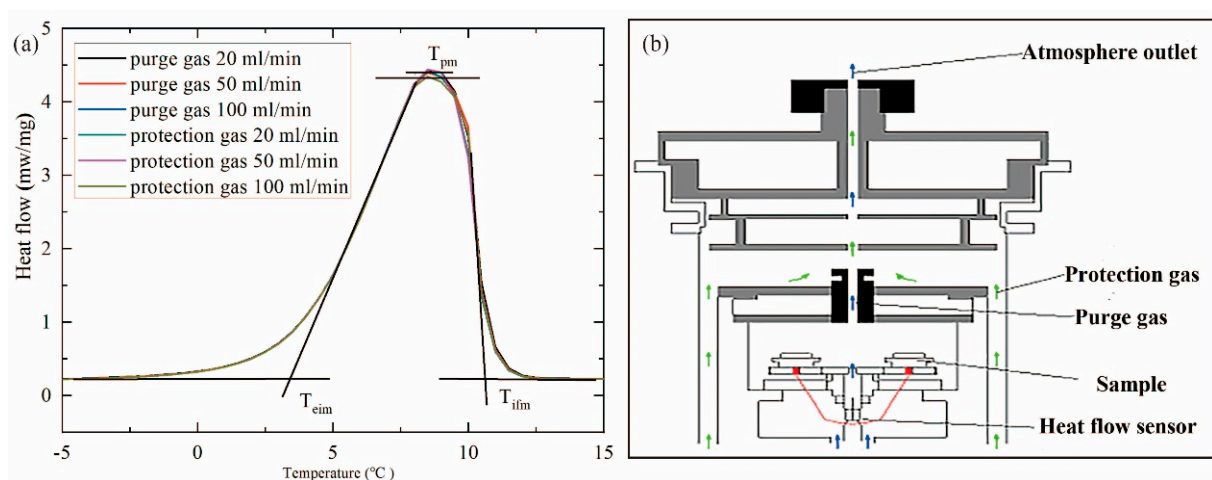 (a)
purge gas 20 ml/min
purge gas 50 ml/min
purge gas 100 ml/min
protection gas 20 ml/min
protection gas 50 ml/min
protection gas 100 ml/min
Tpm
Teim
Tifm
Heat flow (mw/mg)
5
4
3
2
1
0
-5 0 5 10 15
Temperature (°C )
(b)
Atmosphere outlet
Protection gas
Purge gas
Sample
Heat flow sensor